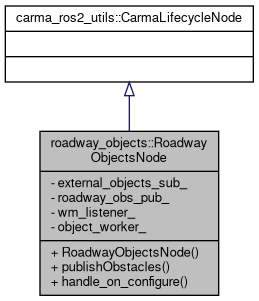 carma_ros2_utils::CarmaLifecycleNode
roadway_objects::Roadway
ObjectsNode
- external_objects_sub_
- roadway_obs_pub_
- wm_listener_
- object_worker_
+ RoadwayObjectsNode()
+ publishObstacles()
+ handle_on_configure()